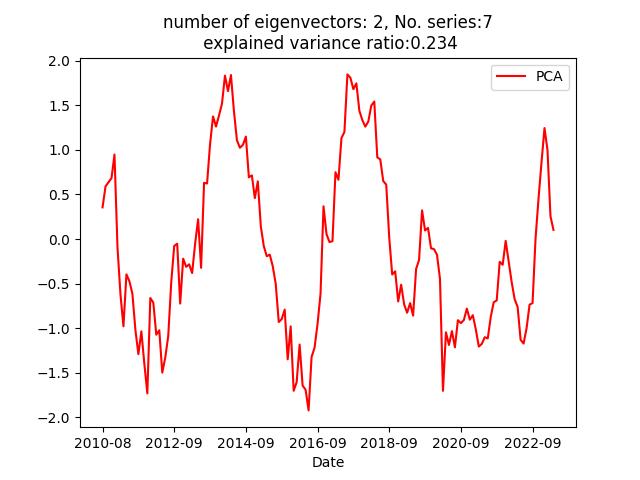 number of eigenvectors: 2, No. series:7
explained variance ratio:0.234
PCA
2.0
1.5
1.0
0.5
0.0
−0.5
−1.0
−1.5
−2.0
2010-08 2012-09 2014-09 2016-09 2018-09 2020-09 2022-09
Date